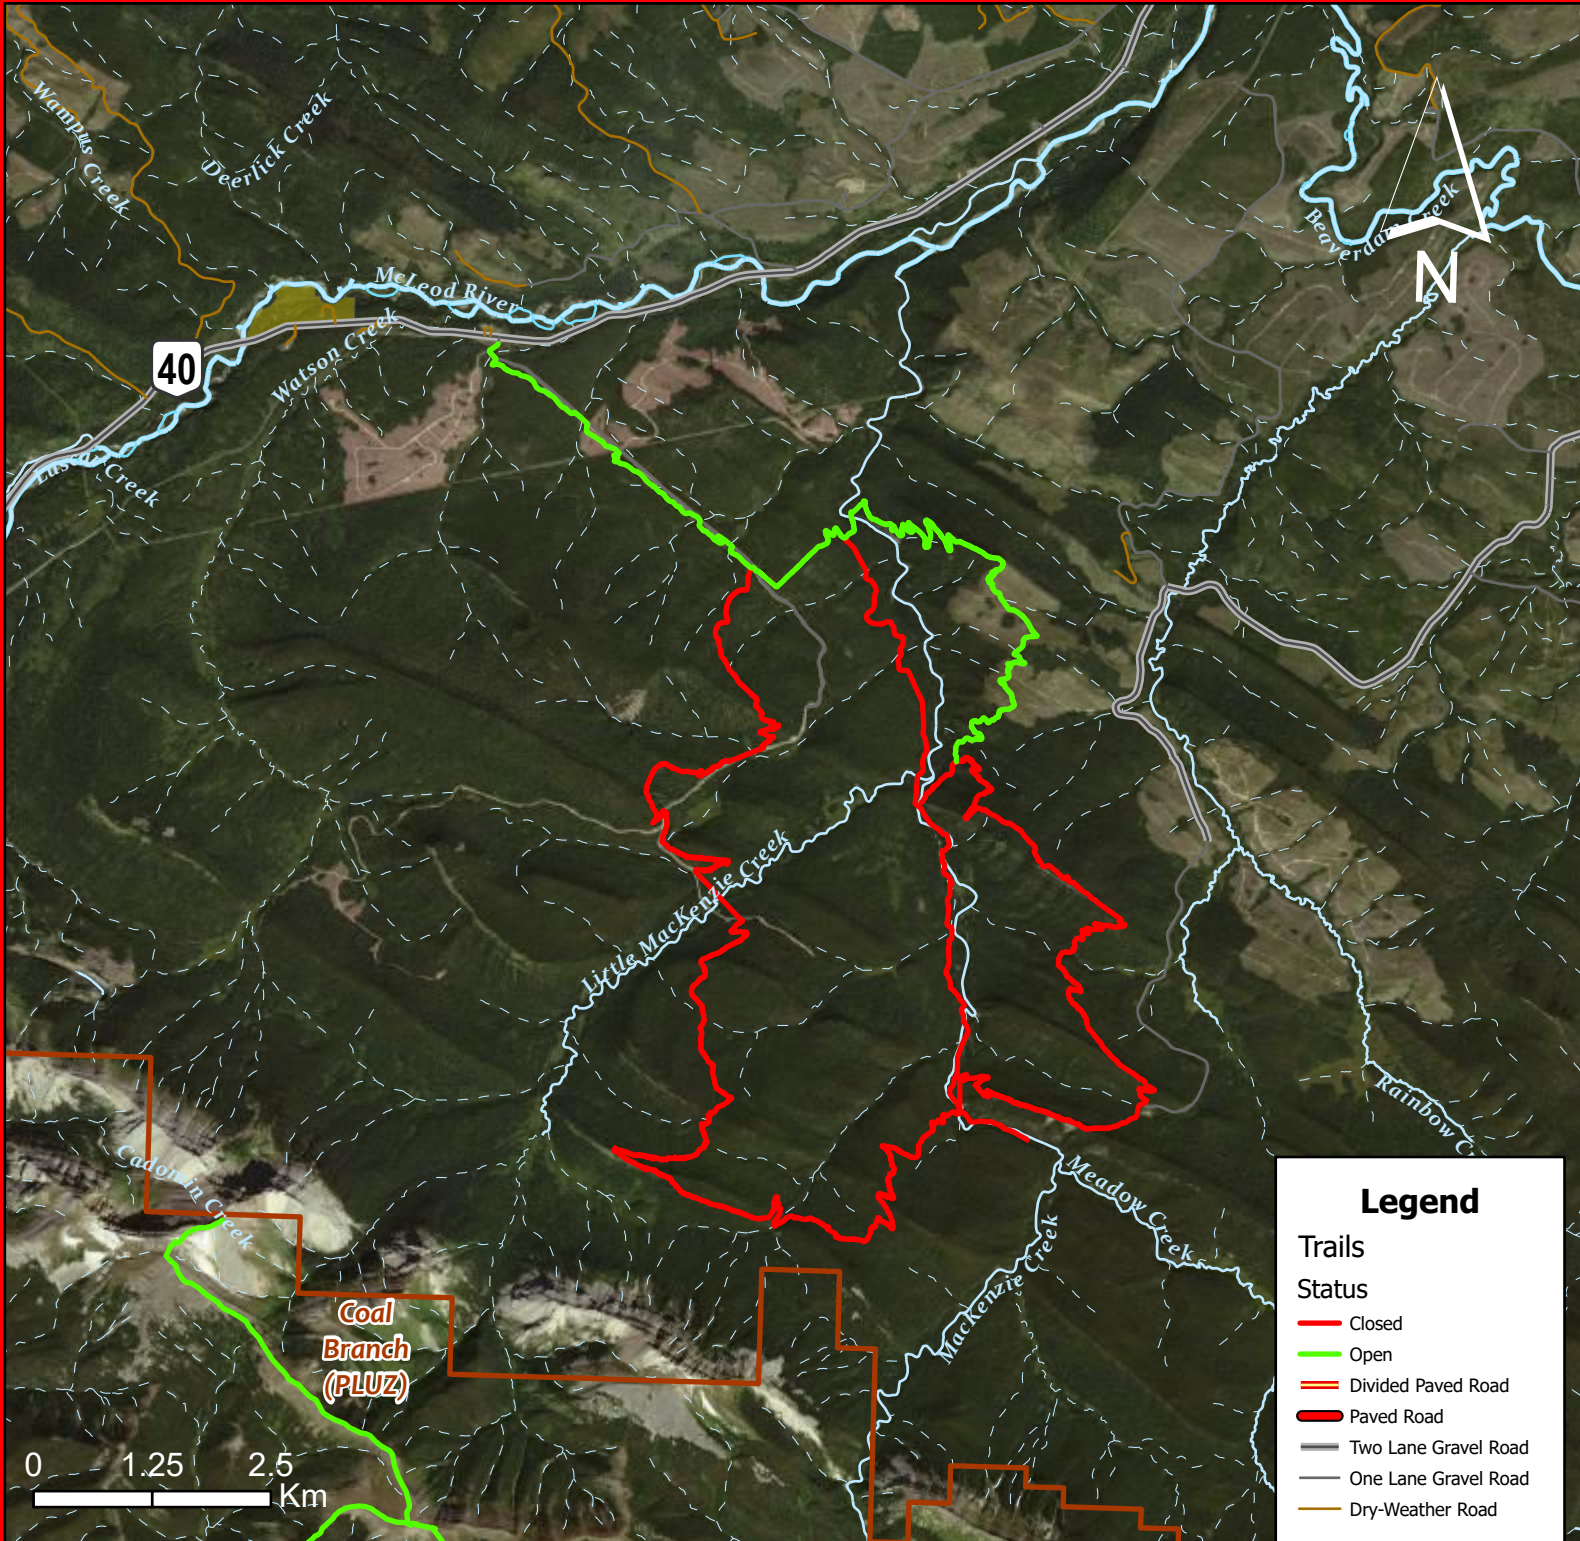 Wampus Creek
Deerlick Creek
McLeod River
Watson Creek
40
Creek
Beaverdam Creek
N
Little MacKenzie Creek
Cadomin Creek
Coal
Branch
(PLUZ)
Rainbow C
Meadow Creek
MacKenzie Creek
0 1.25 2.5
Km
Legend
Trails
Status
Closed
Open
Divided Paved Road
Paved Road
Two Lane Gravel Road
One Lane Gravel Road
Dry-Weather Road